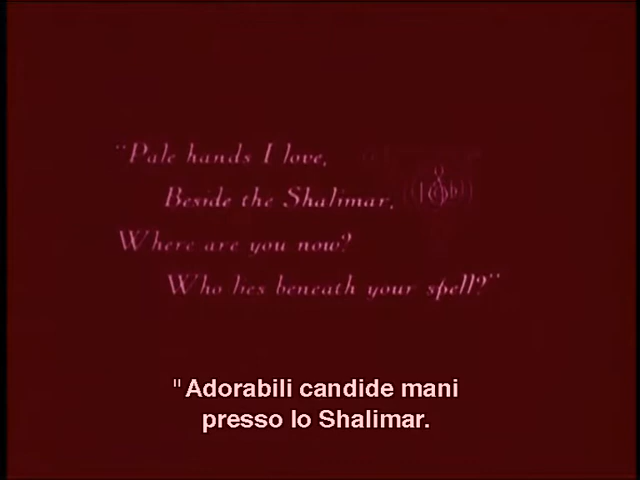 "Pale hands I love,
Beside the Shalimar,
Where are you now?
Who lies beneath your spell?"
"Adorabili candide mani
presso lo Shalimar.